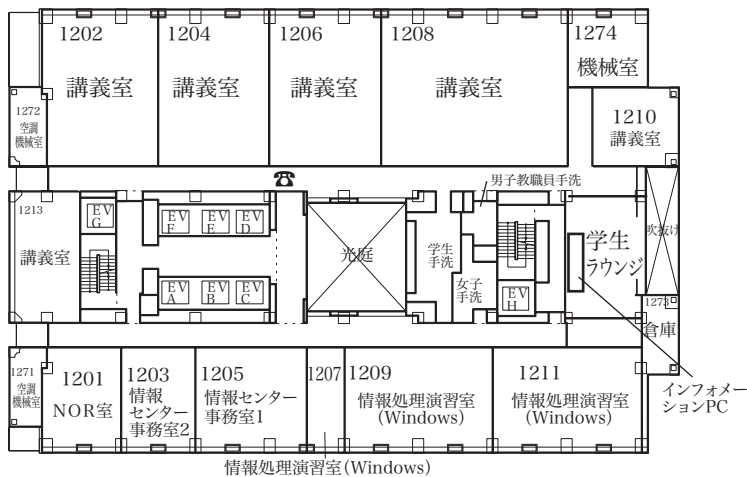 1202
講義室
1204
講義室
1206
講義室
1208
講義室
1274
機械室
1272
空調
機械室
1210
講義室
男子教職員手洗
1213
講義室
EV
G
EV
F
EV
E
EV
D
EV
A
EV
B
EV
C
光庭
学生
手洗
女子
手洗
EV
H
学生
ラウンジ
吹抜け
1273
倉庫
1271
空調
機械室
1201
NOR室
1203
情報
センター
事務室2
1205
情報センター
事務室1
1207
1209
情報処理演習室
(Windows)
1211
情報処理演習室
(Windows)
インフォメー
ションPC
情報処理演習室(Windows)